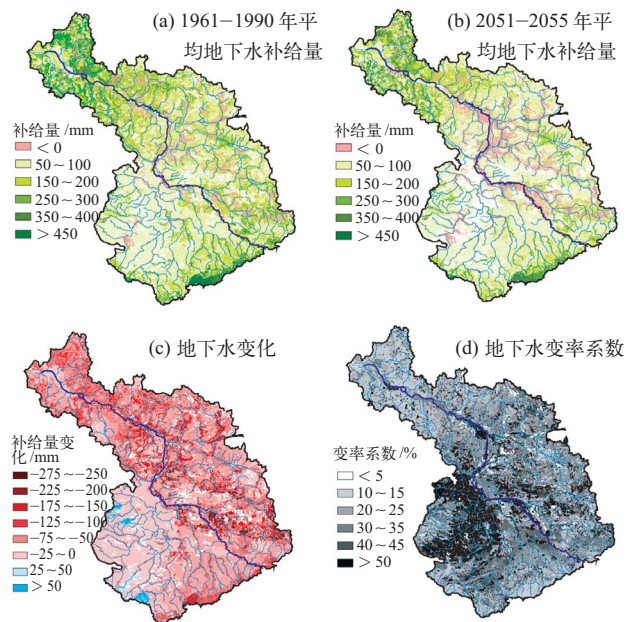 (a) 1961−1990 年平
均地下水补给量
补给量 /mm
< 0
50～100
150～200
250～300
350～400
> 450
(b) 2051−2055 年平
均地下水补给量
补给量 /mm
< 0
50～100
150～200
250～300
350～400
> 450
(c) 地下水变化
补给量变
化 /mm
−275～−250
−225～−200
−175～−150
−125～−100
−75～−50
−25～0
25～50
> 50
(d) 地下水变率系数
变率系数 /%
< 5
10～15
20～25
30～35
40～45
> 50